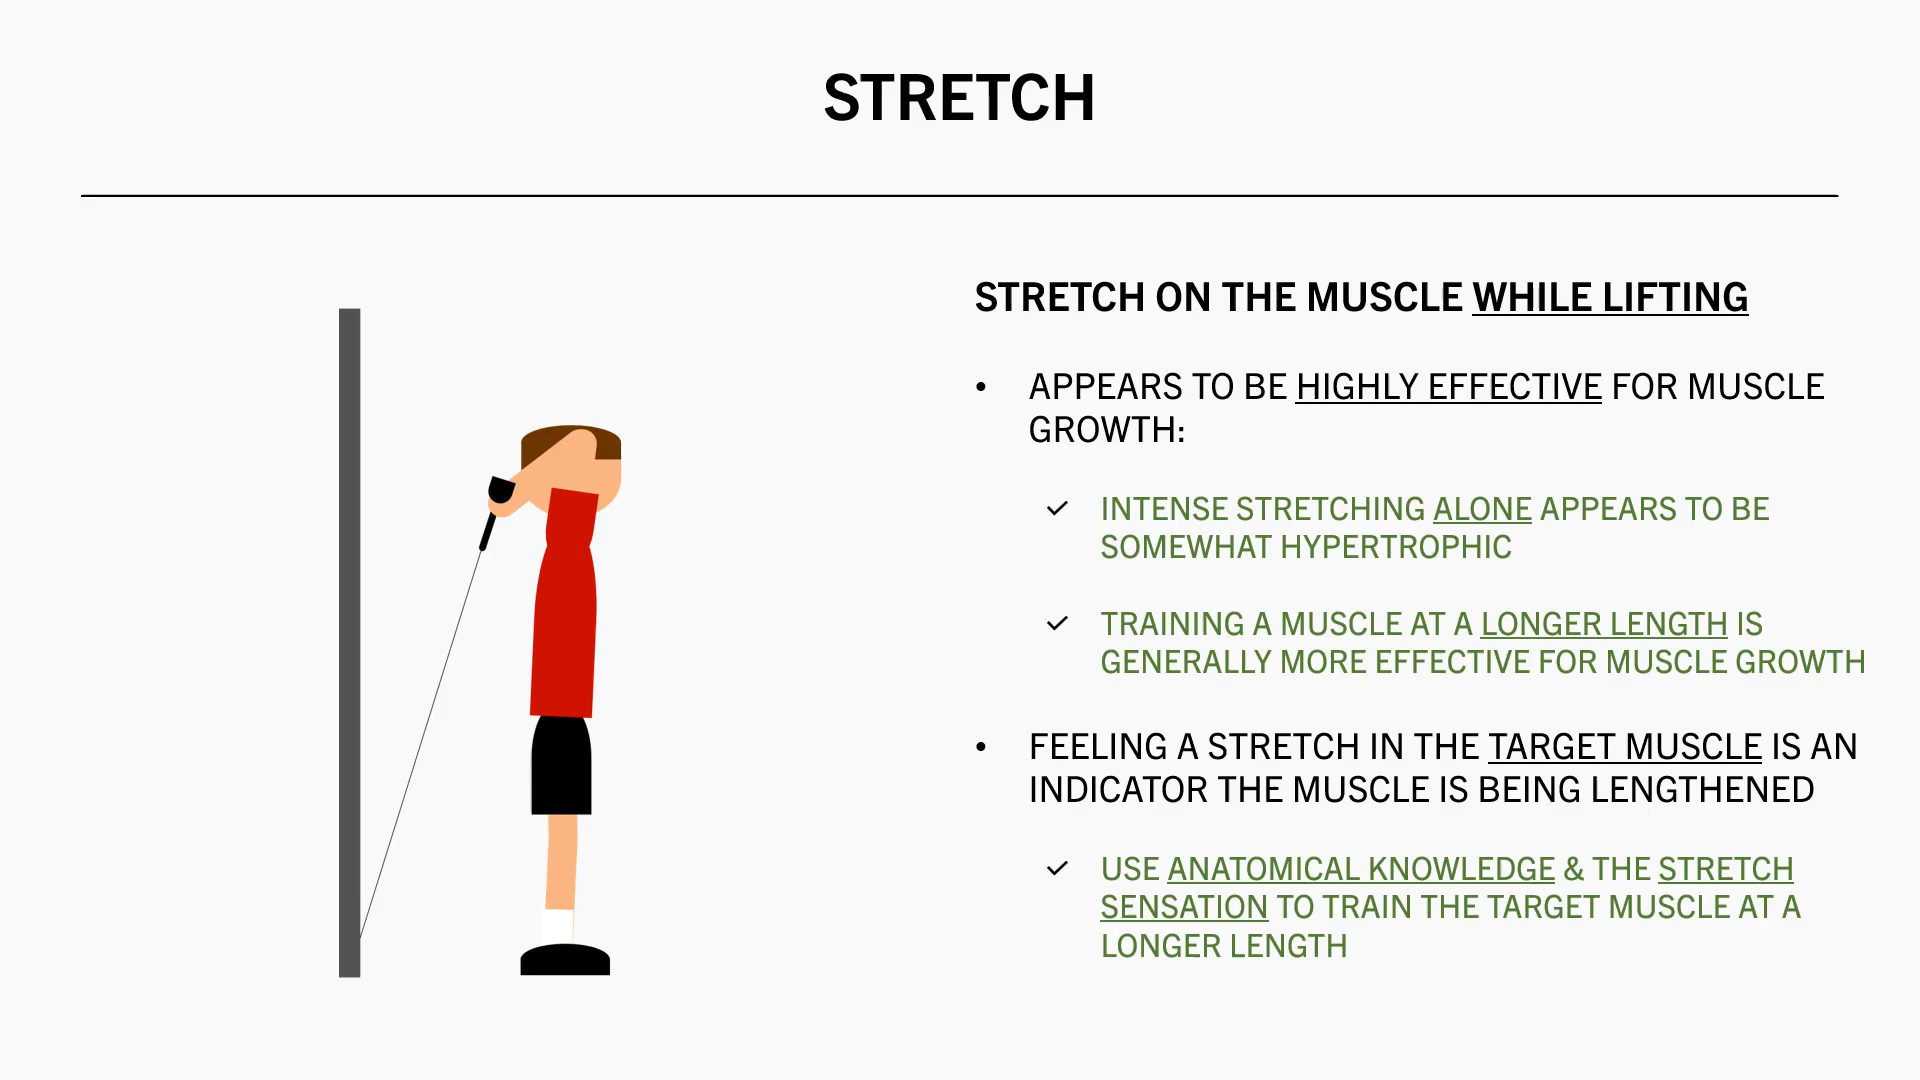 STRETCH
STRETCH ON THE MUSCLE WHILE LIFTING
• APPEARS TO BE HIGHLY EFFECTIVE FOR MUSCLE
GROWTH:
✓ INTENSE STRETCHING ALONE APPEARS TO BE
SOMEWHAT HYPERTROPHIC
✓ TRAINING A MUSCLE AT A LONGER LENGTH IS
GENERALLY MORE EFFECTIVE FOR MUSCLE GROWTH
• FEELING A STRETCH IN THE TARGET MUSCLE IS AN
INDICATOR THE MUSCLE IS BEING LENGTHENED
✓ USE ANATOMICAL KNOWLEDGE & THE STRETCH
SENSATION TO TRAIN THE TARGET MUSCLE AT A
LONGER LENGTH